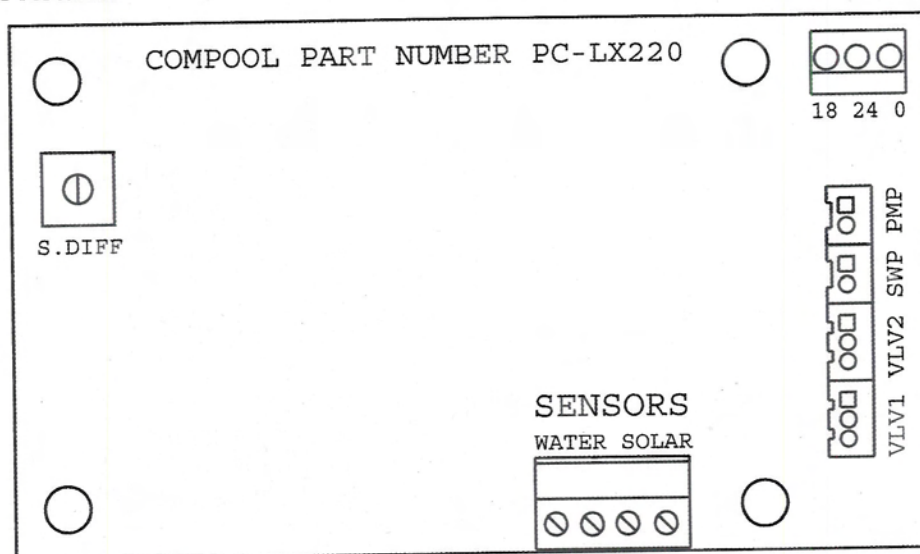 COMPOOL PART NUMBER PC-LX220
18 24 0
S.DIFF
PMP
SWP
VLV2
VLV1
SENSORS
WATER SOLAR